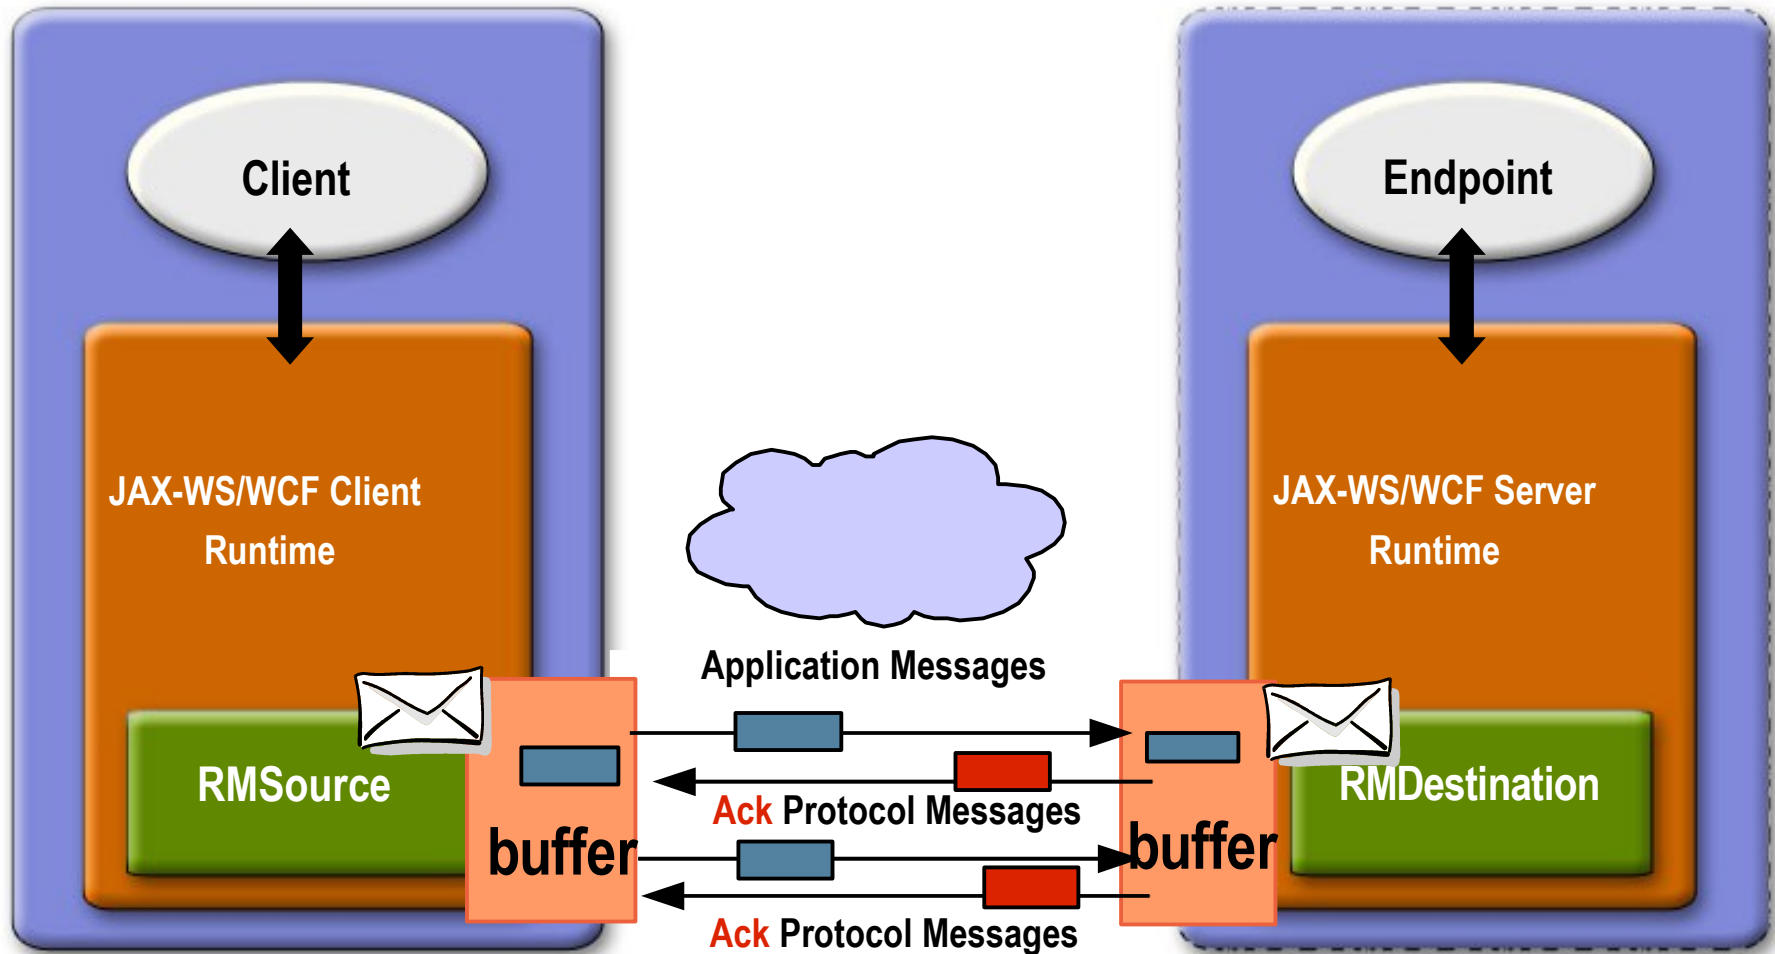 Client
Endpoint
JAX-WS/WCF Client
Runtime
JAX-WS/WCF Server
Runtime
Application Messages
RMSource
RMDestination
Ack Protocol Messages
buffer
buffer
Ack Protocol Messages